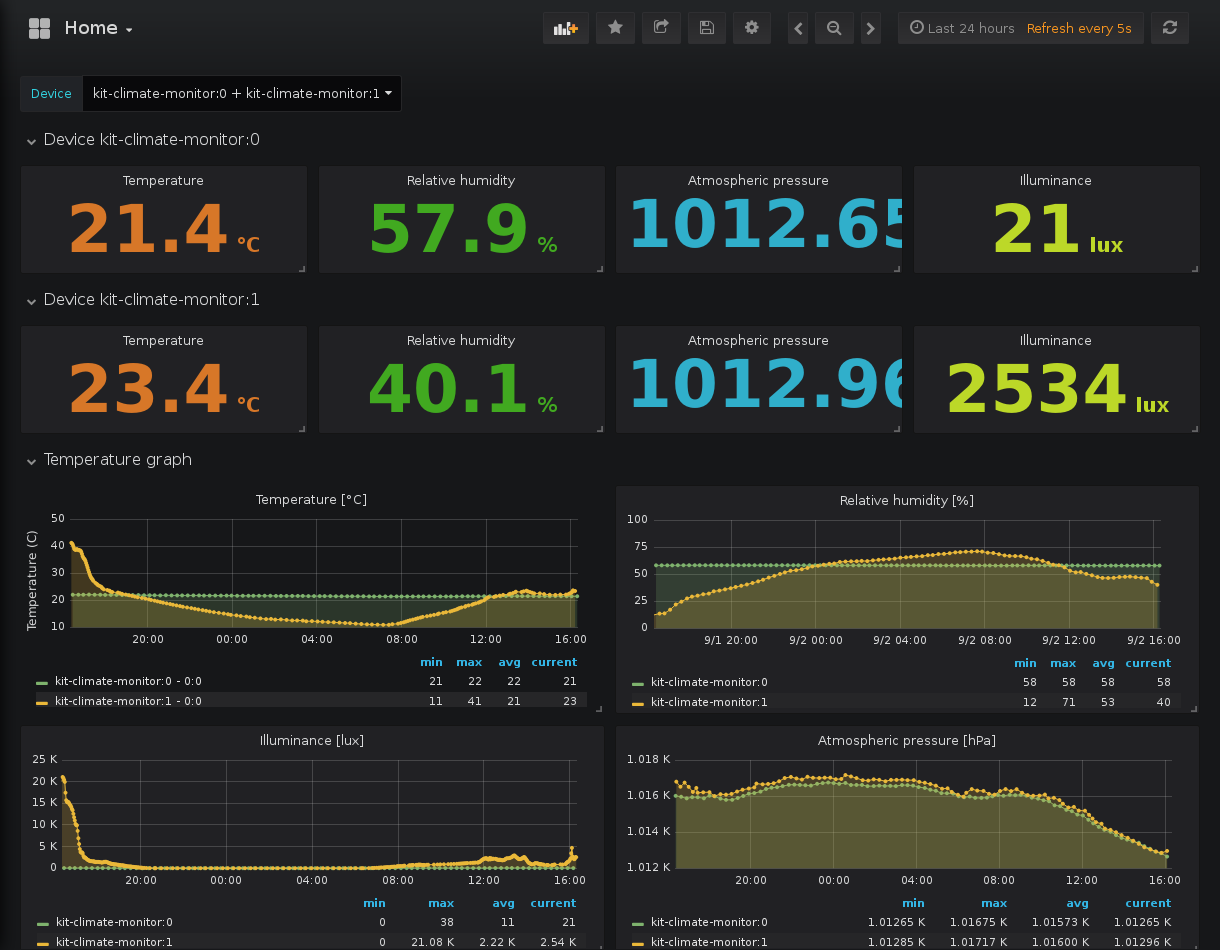 Home
Last 24 hours Refresh every 5s
Device kit-climate-monitor:0 + kit-climate-monitor:1
Device kit-climate-monitor:0
Temperature Relative humidity Atmospheric pressure Illuminance
21.4 °C 57.9 % 1012.65 21 lux
Device kit-climate-monitor:1
Temperature Relative humidity Atmospheric pressure Illuminance
23.4 °C 40.1 % 1012.96 2534 lux
Temperature graph
Temperature [°C]
Temperature (C)
50
40
30
20
10
20:00 00:00 04:00 08:00 12:00 16:00
min max avg current
kit-climate-monitor:0 - 0:0 21 22 22 21
kit-climate-monitor:1 - 0:0 11 41 21 23
Relative humidity [%]
100
75
50
25
0
9/1 20:00 9/2 00:00 9/2 04:00 9/2 08:00 9/2 12:00 9/2 16:00
min max avg current
kit-climate-monitor:0 58 58 58 58
kit-climate-monitor:1 12 71 53 40
Illuminance [lux]
25 K
20 K
15 K
10 K
5 K
0
20:00 00:00 04:00 08:00 12:00 16:00
min max avg current
kit-climate-monitor:0 0 38 11 21
kit-climate-monitor:1 0 21.08 K 2.22 K 2.54 K
Atmospheric pressure [hPa]
1.018 K
1.016 K
1.014 K
1.012 K
20:00 00:00 04:00 08:00 12:00 16:00
min max avg current
kit-climate-monitor:0 1.01265 K 1.01675 K 1.01573 K 1.01265 K
kit-climate-monitor:1 1.01285 K 1.01717 K 1.01600 K 1.01296 K